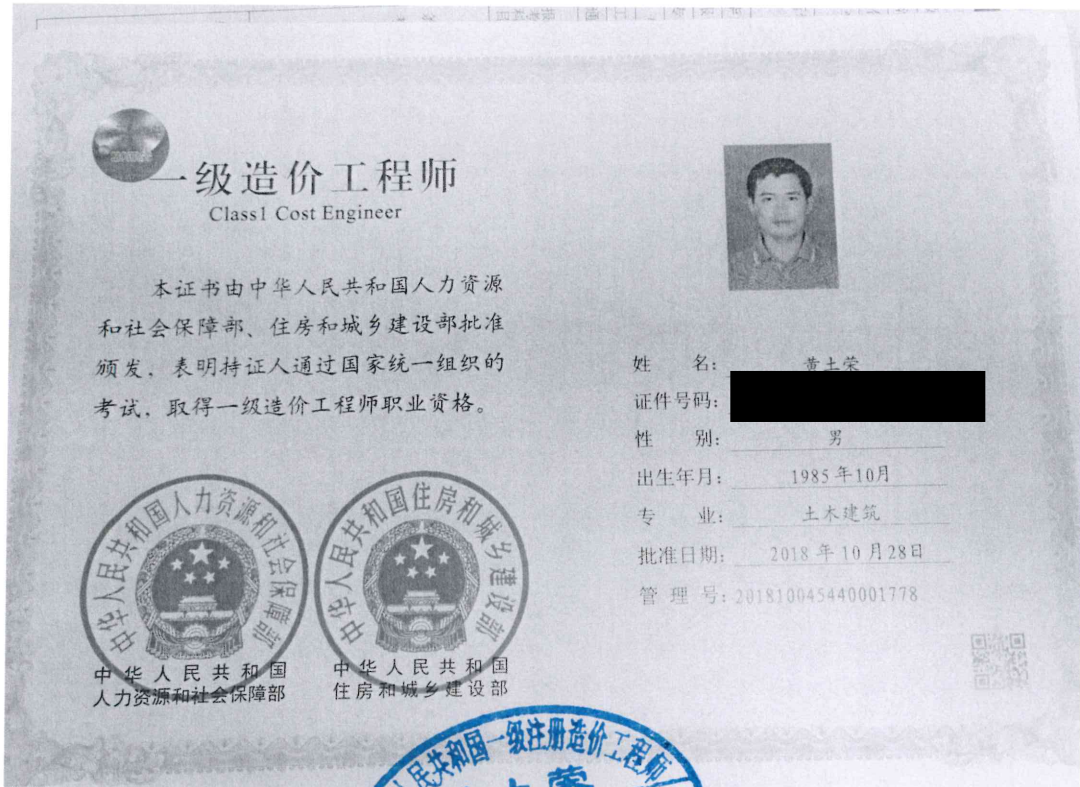 一级造价工程师
Class1 Cost Engineer
本证书由中华人民共和国人力资源
和社会保障部、住房和城乡建设部批准
颁发，表明持证人通过国家统一组织的
考试，取得一级造价工程师职业资格。
中华人民共和国人力资源和社会保障部
中华人民共和国
人力资源和社会保障部
中华人民共和国住房和城乡建设部
中华人民共和国
住房和城乡建设部
姓 名： 黄土荣
证件号码：
性 别： 男
出生年月： 1985年10月
专 业： 土木建筑
批准日期： 2018年10月28日
管 理 号：201810045440001778
人民共和国一级注册造价工程师